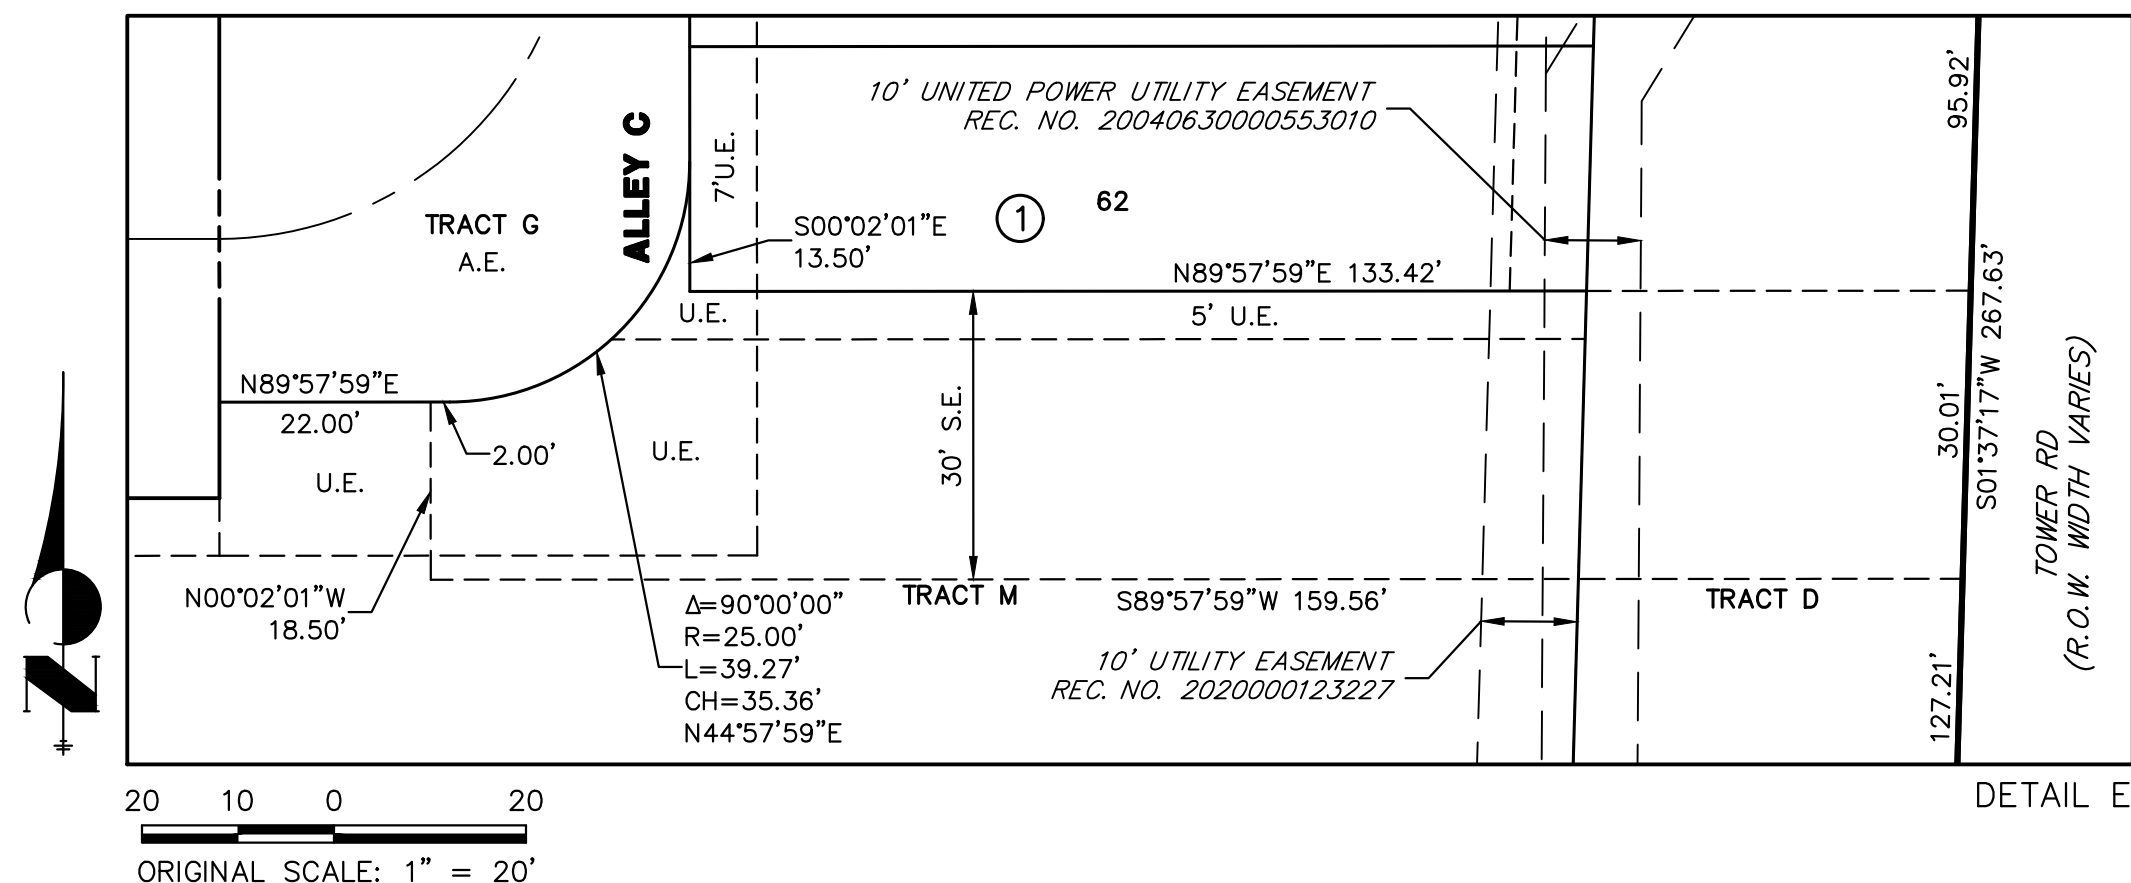 10' UNITED POWER UTILITY EASEMENT
REC. NO. 20040630000553010
95.92'
ALLEY C
7'U.E.
62
1
TRACT G
A.E.
S00°02'01"E
13.50'
N89°57'59"E 133.42'
U.E.
5' U.E.
S01°37'17"W 267.63'
N89°57'59"E
22.00'
2.00'
U.E.
U.E.
30' S.E.
30.01'
TOWER RD
(R.O.W. WIDTH VARIES)
N00°02'01"W
18.50'
Δ=90°00'00"
R=25.00'
L=39.27'
CH=35.36'
N44°57'59"E
TRACT M
S89°57'59"W 159.56'
TRACT D
10' UTILITY EASEMENT
REC. NO. 2020000123227
127.21'
N
20 10 0 20
ORIGINAL SCALE: 1" = 20'
DETAIL E